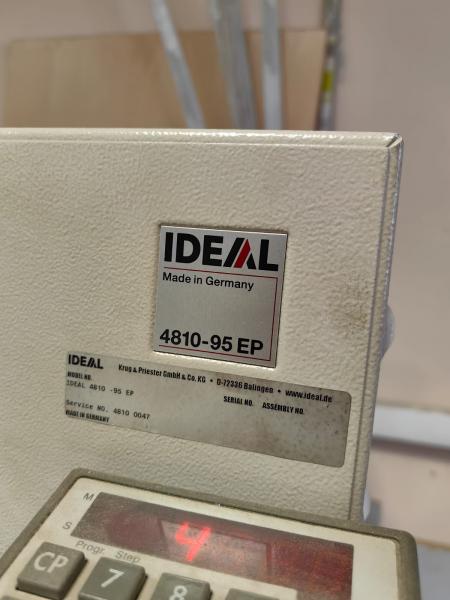 IDEAL
Made in Germany
4810-95 EP
IDEAL Krug & Priester GmbH & Co. KG • D-72336 Balingen • www.ideal.de
MODEL NO. SERIAL NO. ASSEMBLY NO.
IDEAL 4810 -95 EP
Service NO. 4810 0047
MADE IN GERMANY
M
4
S
Progr. Step
CP 7 8